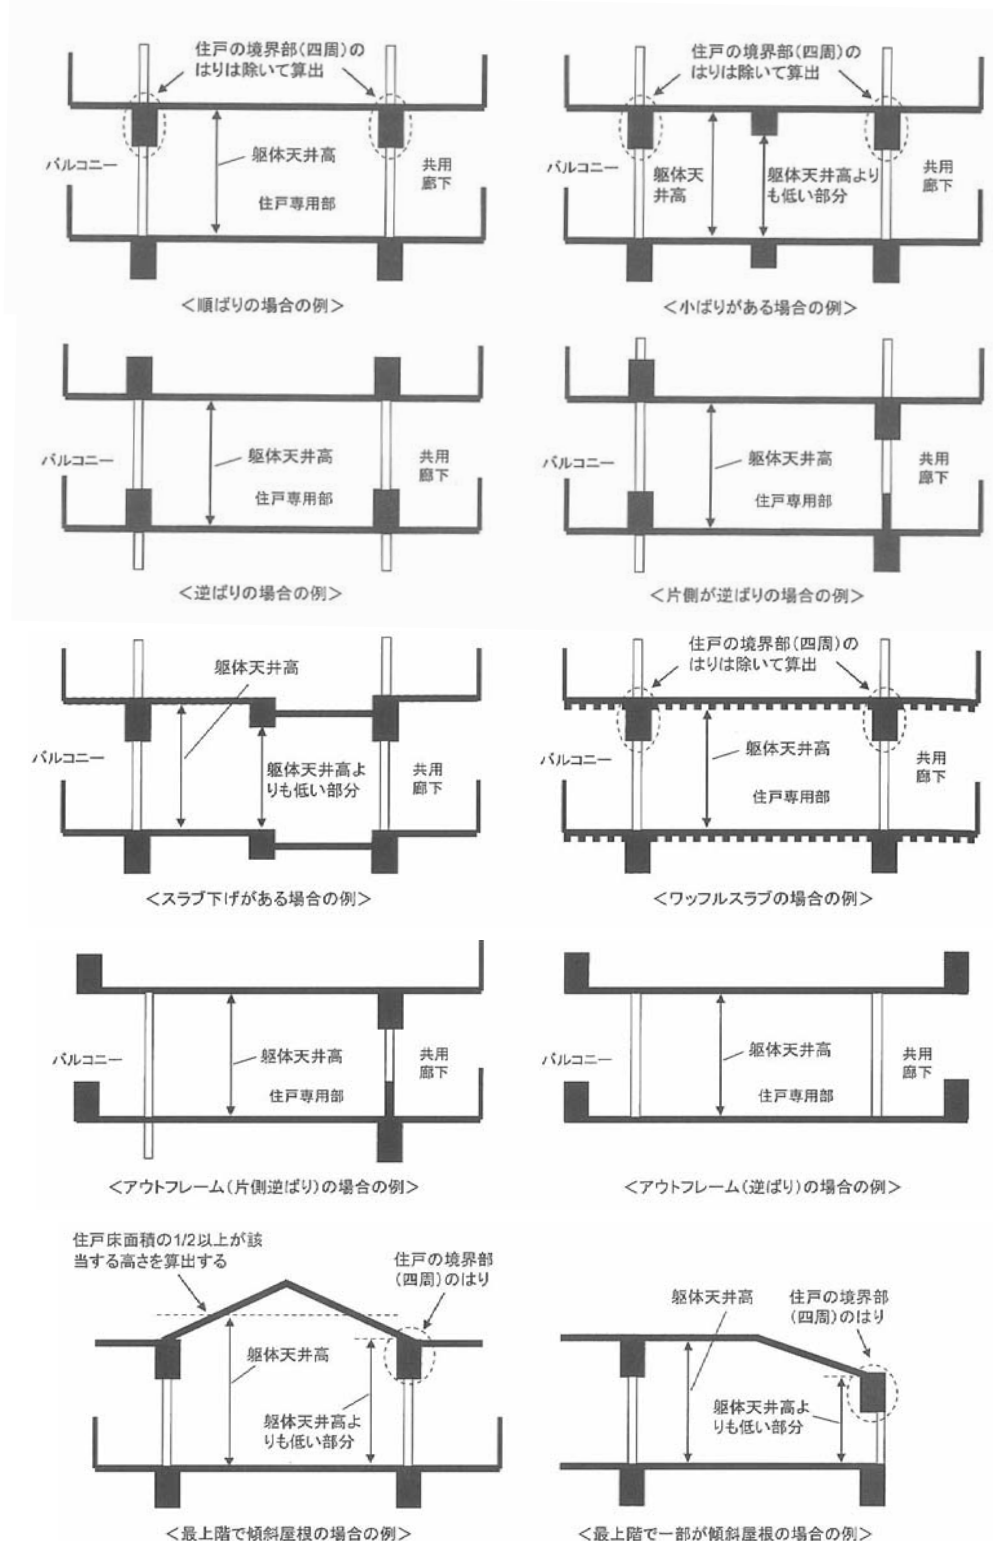 住戸の境界部(四周)の
はりは除いて算出
バルコニー
躯体天井高
住戸専用部
共用
廊下
<順ばりの場合の例>
住戸の境界部(四周)の
はりは除いて算出
バルコニー
躯体天
井高
躯体天井高より
も低い部分
共用
廊下
<小ばりがある場合の例>
バルコニー
躯体天井高
住戸専用部
共用
廊下
<逆ばりの場合の例>
バルコニー
躯体天井高
住戸専用部
共用
廊下
<片側が逆ばりの場合の例>
躯体天井高
バルコニー
躯体天井高よ
りも低い部分
共用
廊下
<スラブ下げがある場合の例>
住戸の境界部(四周)の
はりは除いて算出
バルコニー
躯体天井高
住戸専用部
共用
廊下
<ワッフルスラブの場合の例>
バルコニー
躯体天井高
住戸専用部
共用
廊下
<アウトフレーム(片側逆ばり)の場合の例>
バルコニー
躯体天井高
住戸専用部
共用
廊下
<アウトフレーム(逆ばり)の場合の例>
住戸床面積の1/2以上が該
当する高さを算出する
住戸の境界部
(四周)のはり
躯体天井高
躯体天井高よ
りも低い部分
<最上階で傾斜屋根の場合の例>
躯体天井高
住戸の境界部
(四周)のはり
躯体天井高よ
りも低い部分
<最上階で一部が傾斜屋根の場合の例>